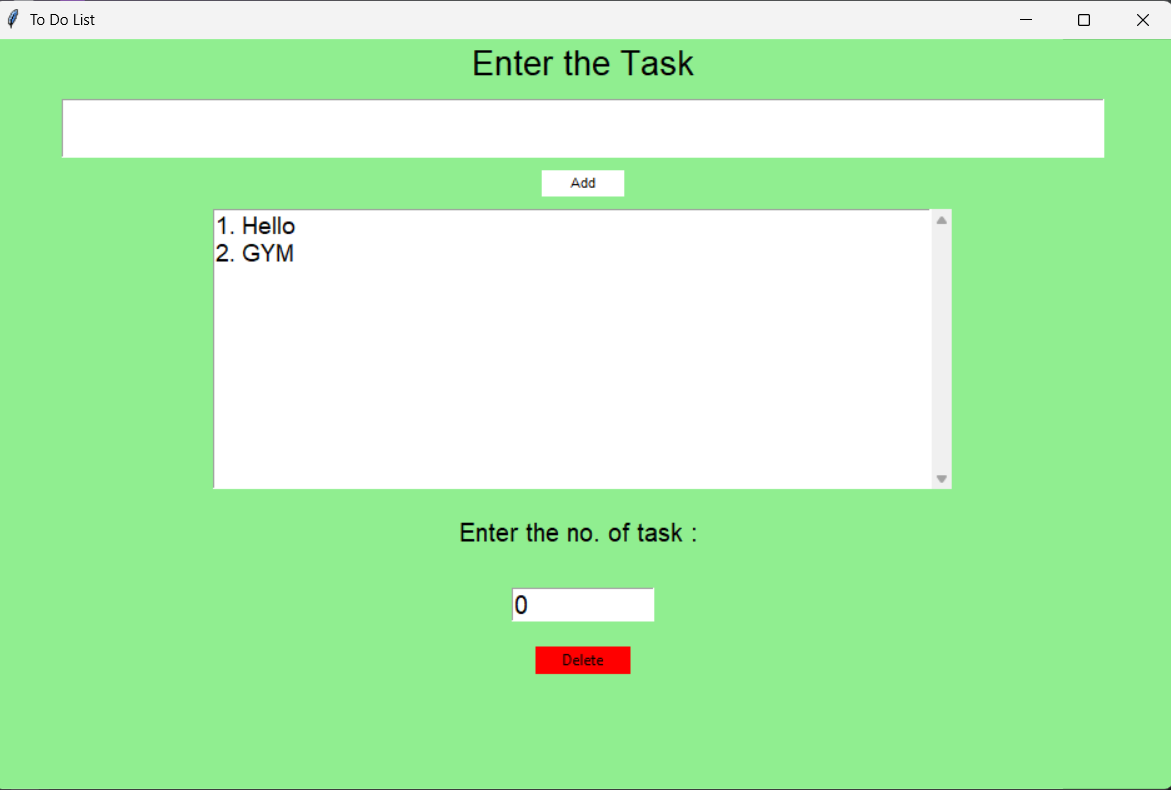 To Do List
Enter the Task
Add
1. Hello
2. GYM
Enter the no. of task :
0
Delete